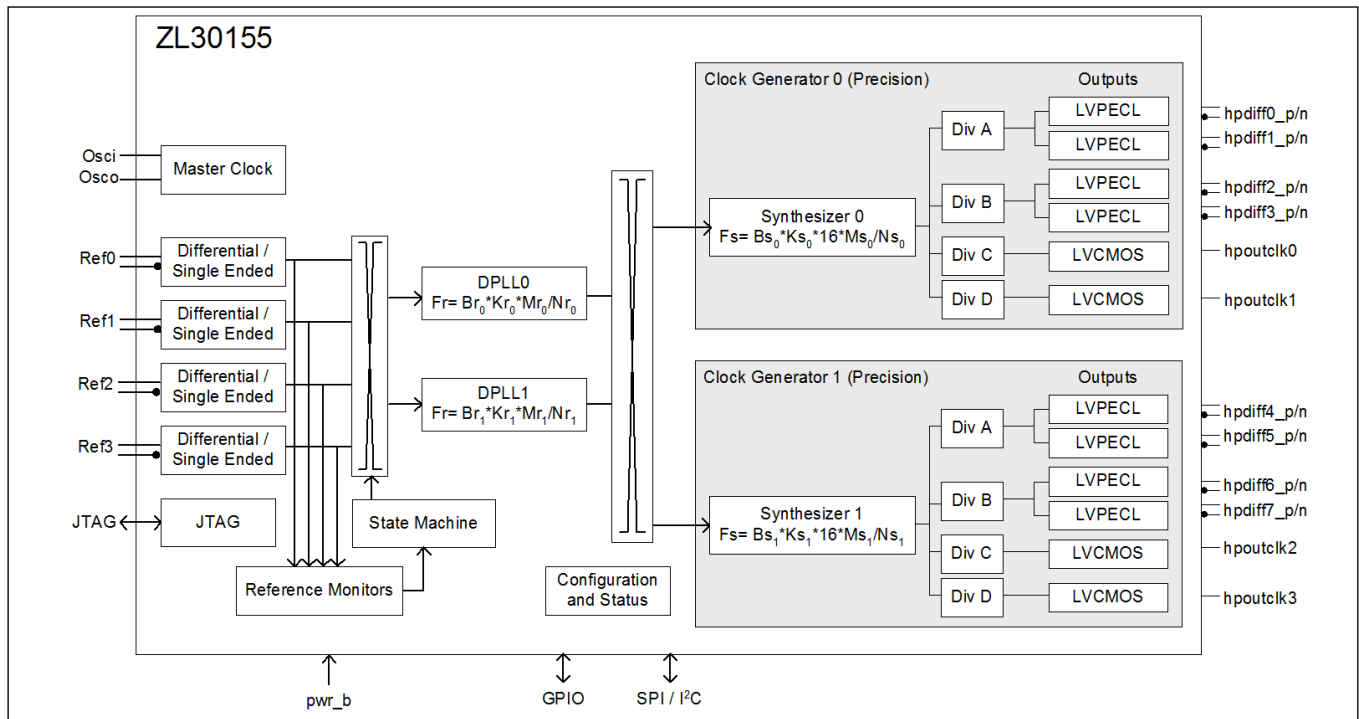 ZL30155
Osci
Osco
Master Clock
Ref0
Differential /
Single Ended
Ref1
Differential /
Single Ended
Ref2
Differential /
Single Ended
Ref3
Differential /
Single Ended
JTAG
JTAG
State Machine
Reference Monitors
DPLL0
Fr= Br0*Kr0*Mr0/Nr0
DPLL1
Fr= Br1*Kr1*Mr1/Nr1
Configuration
and Status
Clock Generator 0 (Precision)
Outputs
Synthesizer 0
Fs= Bs0*Ks0*16*Ms0/Ns0
Div A
LVPECL
LVPECL
Div B
LVPECL
LVPECL
Div C
LVCMOS
Div D
LVCMOS
hpdiff0_p/n
hpdiff1_p/n
hpdiff2_p/n
hpdiff3_p/n
hpoutclk0
hpoutclk1
Clock Generator 1 (Precision)
Outputs
Synthesizer 1
Fs= Bs1*Ks1*16*Ms1/Ns1
Div A
LVPECL
LVPECL
Div B
LVPECL
LVPECL
Div C
LVCMOS
Div D
LVCMOS
hpdiff4_p/n
hpdiff5_p/n
hpdiff6_p/n
hpdiff7_p/n
hpoutclk2
hpoutclk3
pwr_b
GPIO
SPI / I²C